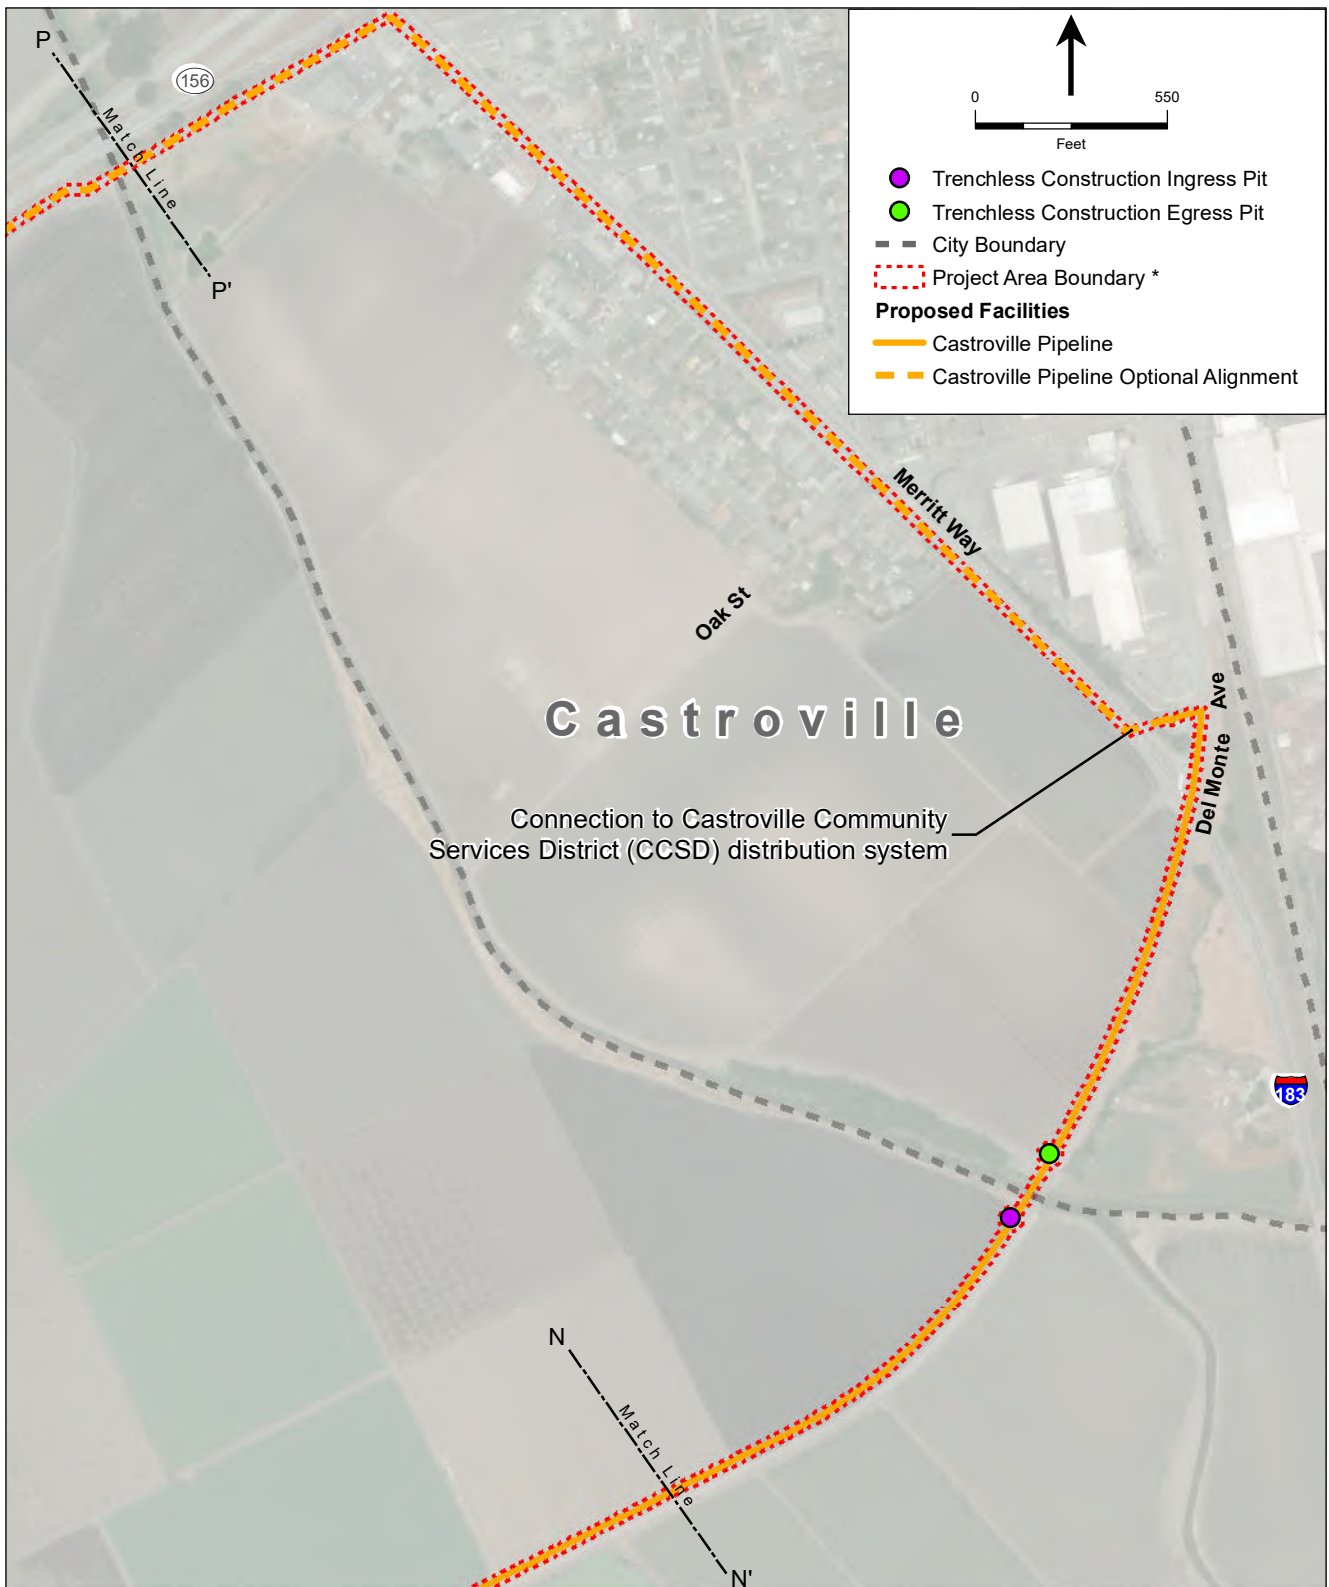 P
156
Match Line
P'
0 550
Feet
Trenchless Construction Ingress Pit
Trenchless Construction Egress Pit
City Boundary
Project Area Boundary *
Proposed Facilities
Castroville Pipeline
Castroville Pipeline Optional Alignment
Merritt Way
Oak St
Castroville
Del Monte Ave
Connection to Castroville Community
Services District (CCSD) distribution system
183
N
Match Line
N'